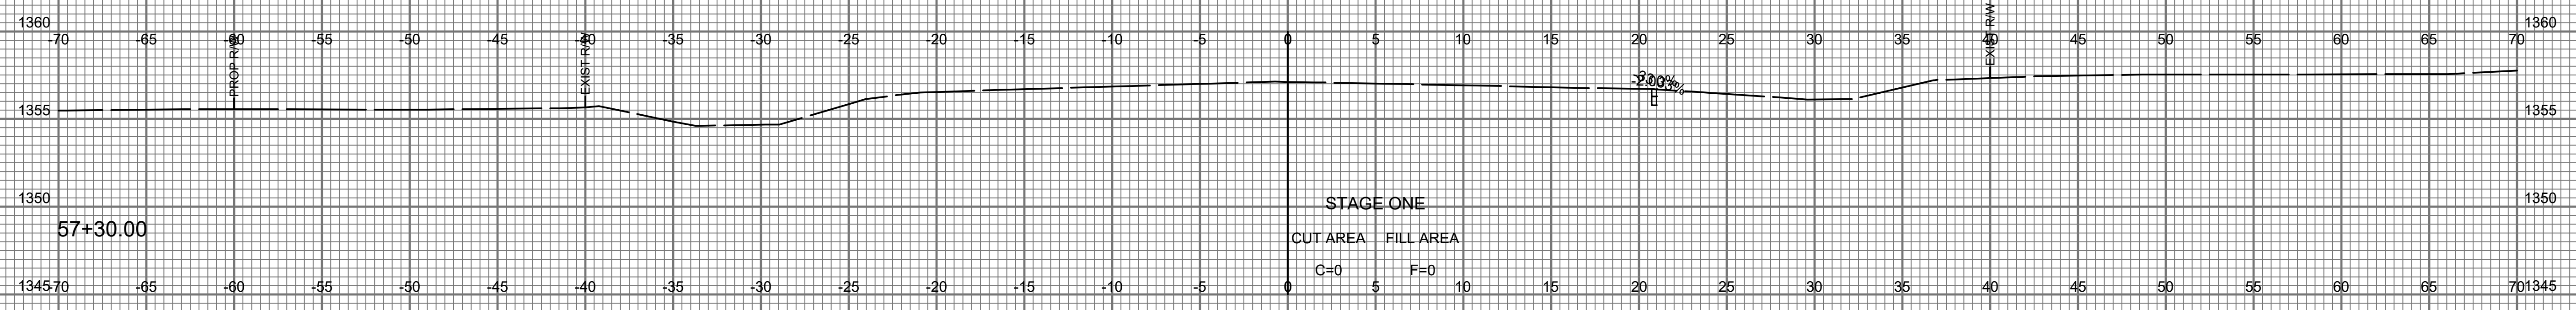 1360 1360
-70 -65 -60 -55 -50 -45 -40 -35 -30 -25 -20 -15 -10 -5 0 5 10 15 20 25 30 35 40 45 50 55 60 65 70
PROP R/W
EXIST R/W
EXIST R/W
-2.03%
1355 1355
1350 1350
STAGE ONE
57+30.00
CUT AREA FILL AREA
C=0 F=0
1345 -70 -65 -60 -55 -50 -45 -40 -35 -30 -25 -20 -15 -10 -5 0 5 10 15 20 25 30 35 40 45 50 55 60 65 70 1345